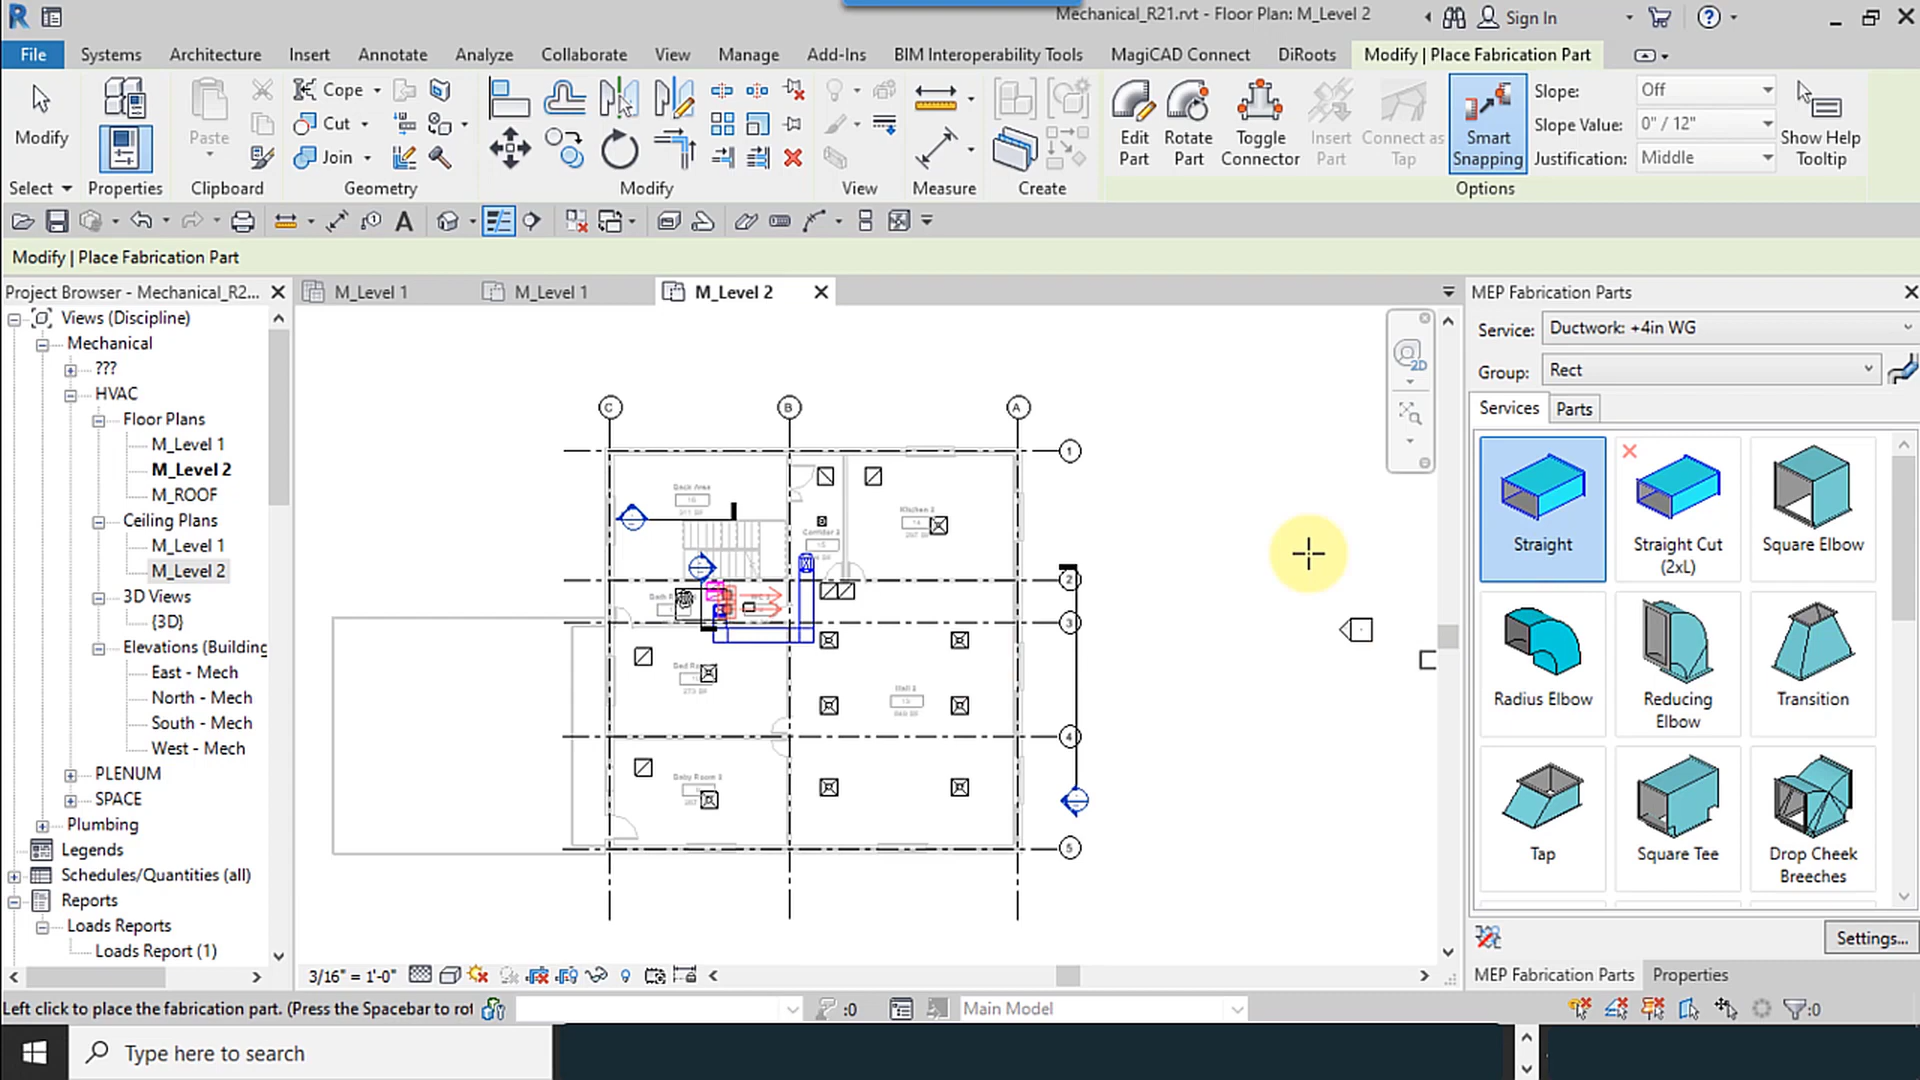 Mechanical_R21.rvt - Floor Plan: M_Level 2
Sign In
File
Systems
Architecture
Insert
Annotate
Analyze
Collaborate
View
Manage
Add-Ins
BIM Interoperability Tools
MagiCAD Connect
DiRoots
Modify | Place Fabrication Part
Modify
Paste
Cope
Cut
Join
Edit
Part
Rotate
Part
Toggle
Connector
Insert
Part
Connect as
Tap
Smart
Snapping
Slope:
Off
Slope Value:
0" / 12"
Justification:
Middle
Show Help
Tooltip
Select
Properties
Clipboard
Geometry
Modify
View
Measure
Create
Options
Modify | Place Fabrication Part
Project Browser - Mechanical_R2...
M_Level 1
M_Level 1
M_Level 2
Views (Discipline)
Mechanical
???
HVAC
Floor Plans
M_Level 1
M_Level 2
M_ROOF
Ceiling Plans
M_Level 1
M_Level 2
3D Views
{3D}
Elevations (Building
East - Mech
North - Mech
South - Mech
West - Mech
PLENUM
SPACE
Plumbing
Legends
Schedules/Quantities (all)
Reports
Loads Reports
Loads Report (1)
2D
C
B
A
1
2
3
4
5
MEP Fabrication Parts
Service:
Ductwork: +4in WG
Group:
Rect
Services
Parts
Straight
Straight Cut
(2xL)
Square Elbow
Radius Elbow
Reducing
Elbow
Transition
Tap
Square Tee
Drop Cheek
Breeches
Settings...
MEP Fabrication Parts
Properties
3/16" = 1'-0"
Left click to place the fabrication part. (Press the Spacebar to rot
:0
Main Model
:0
Type here to search